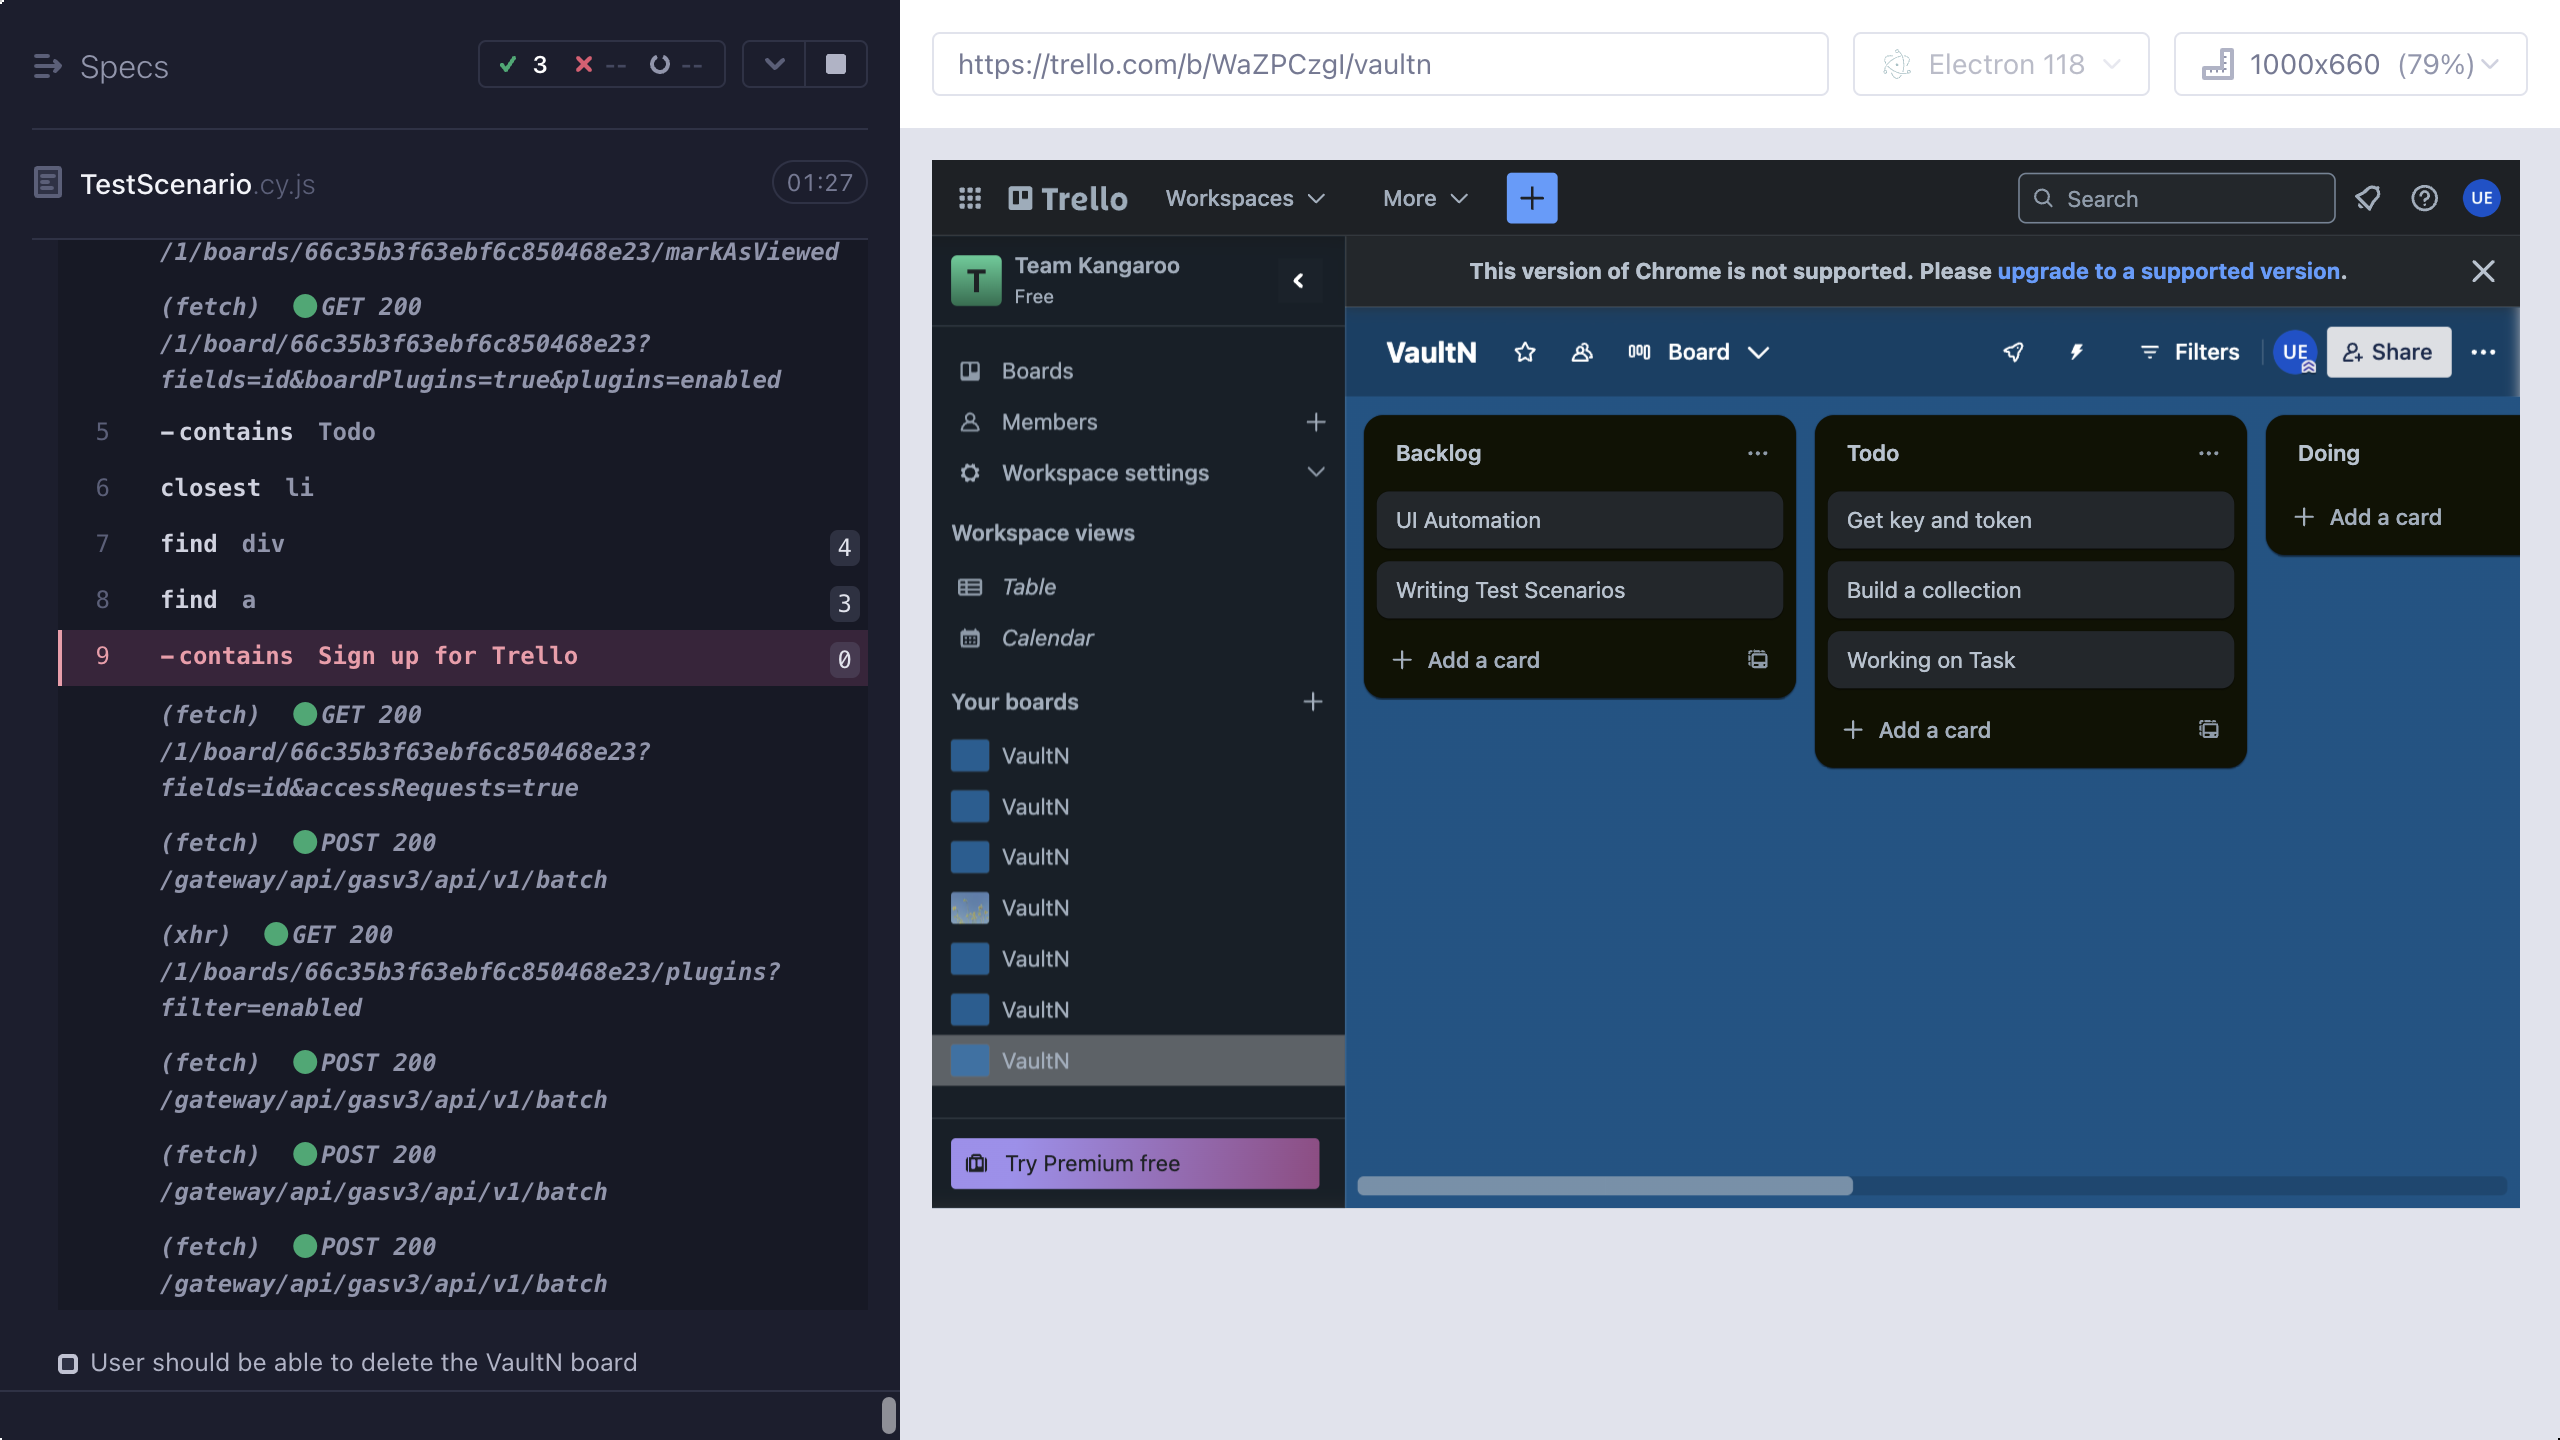 Specs
3 -- --
TestScenario.cy.js 01:27
/1/boards/66c35b3f63ebf6c850468e23/markAsViewed
(fetch) GET 200
/1/board/66c35b3f63ebf6c850468e23?
fields=id&boardPlugins=true&plugins=enabled
5 -contains Todo
6 closest li
7 find div 4
8 find a 3
9 -contains Sign up for Trello 0
(fetch) GET 200
/1/board/66c35b3f63ebf6c850468e23?
fields=id&accessRequests=true
(fetch) POST 200
/gateway/api/gasv3/api/v1/batch
(xhr) GET 200
/1/boards/66c35b3f63ebf6c850468e23/plugins?
filter=enabled
(fetch) POST 200
/gateway/api/gasv3/api/v1/batch
(fetch) POST 200
/gateway/api/gasv3/api/v1/batch
(fetch) POST 200
/gateway/api/gasv3/api/v1/batch
User should be able to delete the VaultN board
https://trello.com/b/WaZPCzgl/vaultn
Electron 118
1000x660 (79%)
Trello Workspaces More Search UE
T Team Kangaroo
Free
Boards
Members
Workspace settings
Workspace views
Table
Calendar
Your boards
VaultN
VaultN
VaultN
VaultN
VaultN
VaultN
VaultN
Try Premium free
This version of Chrome is not supported. Please upgrade to a supported version.
VaultN Board Filters UE Share
Backlog
UI Automation
Writing Test Scenarios
Add a card
Todo
Get key and token
Build a collection
Working on Task
Add a card
Doing
Add a card